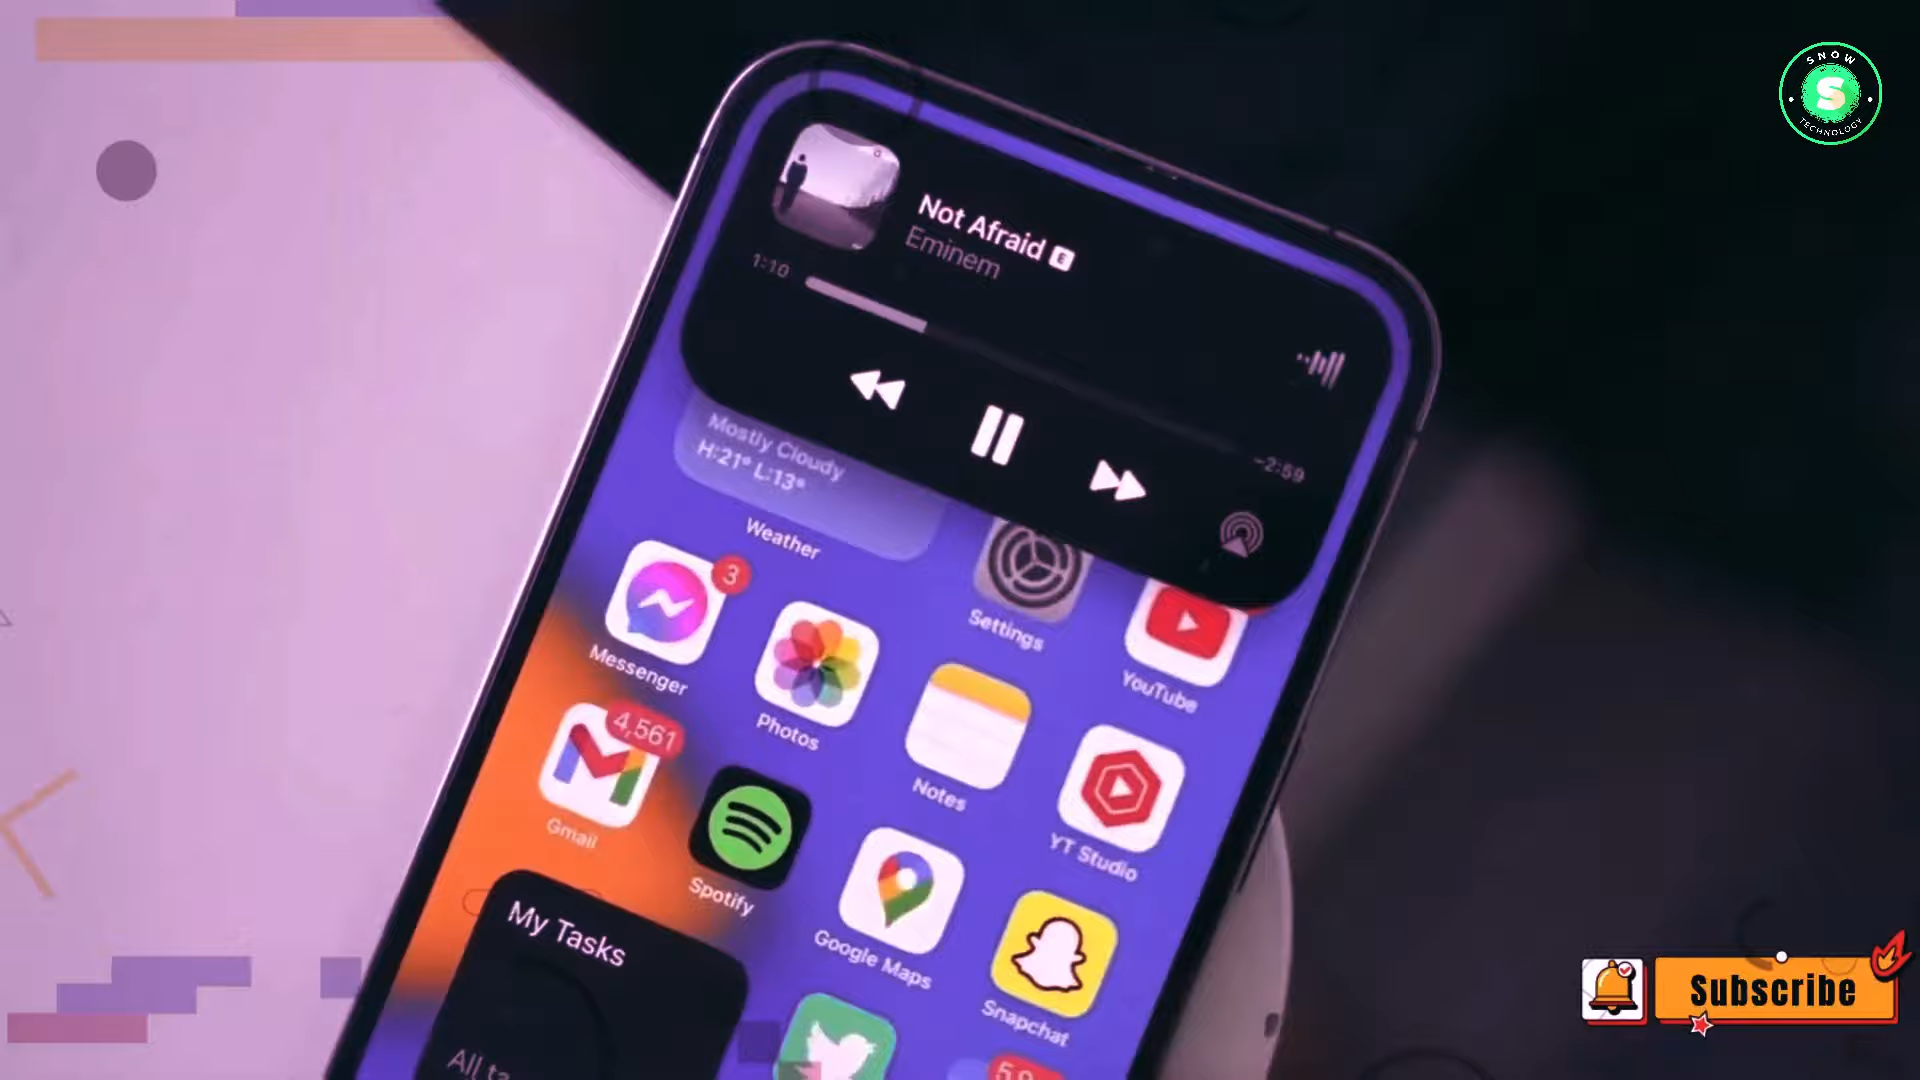 SNOW
S
TECHNOLOGY
Not Afraid E
Eminem
1:10
-2:59
Mostly Cloudy
H:21° L:13°
Weather
Settings
YouTube
3
Messenger
Photos
Notes
YT Studio
4,561
Gmail
Spotify
Google Maps
Snapchat
My Tasks
Subscribe